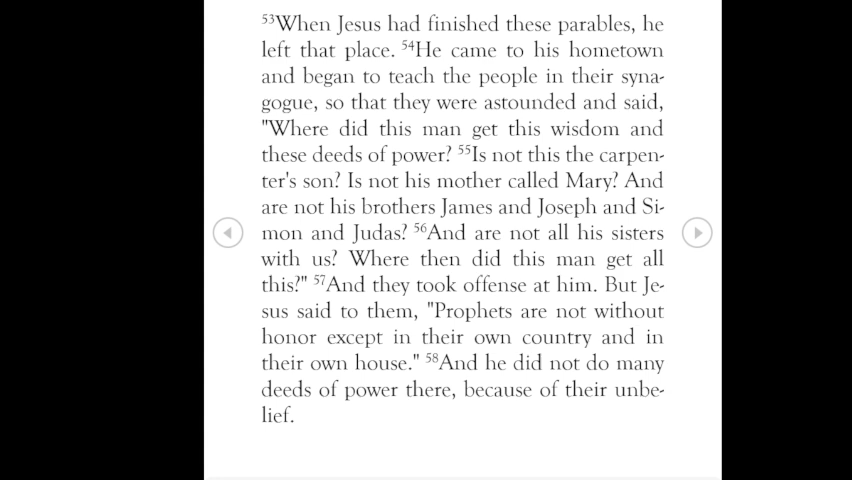 ⁵³When Jesus had finished these parables, he
left that place. ⁵⁴He came to his hometown
and began to teach the people in their syna-
gogue, so that they were astounded and said,
"Where did this man get this wisdom and
these deeds of power? ⁵⁵Is not this the carpen-
ter's son? Is not his mother called Mary? And
are not his brothers James and Joseph and Si-
mon and Judas? ⁵⁶And are not all his sisters
with us? Where then did this man get all
this?" ⁵⁷And they took offense at him. But Je-
sus said to them, "Prophets are not without
honor except in their own country and in
their own house." ⁵⁸And he did not do many
deeds of power there, because of their unbe-
lief.